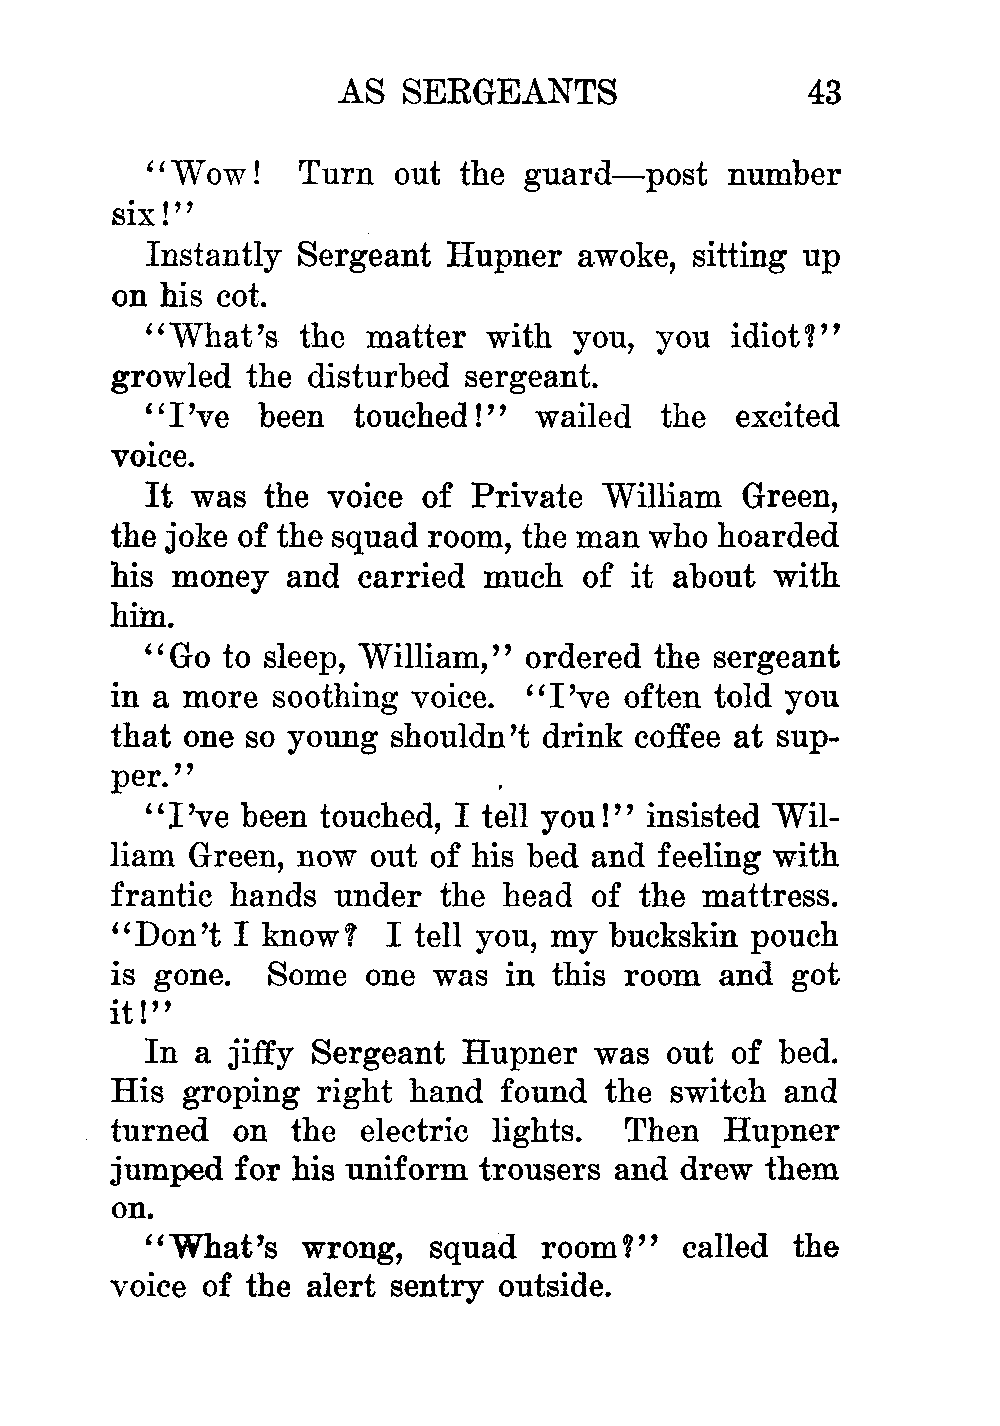 AS SERGEANTS 43
“Wow! Turn out the guard—post number
six!”
Instantly Sergeant Hupner awoke, sitting up
on his cot.
“What’s the matter with you, you idiot?”
growled the disturbed sergeant.
“I’ve been touched!” wailed the excited
voice.
It was the voice of Private William Green,
the joke of the squad room, the man who hoarded
his money and carried much of it about with
him.
“Go to sleep, William,” ordered the sergeant
in a more soothing voice. “I’ve often told you
that one so young shouldn’t drink coffee at sup-
per.”
“I’ve been touched, I tell you!” insisted Wil-
liam Green, now out of his bed and feeling with
frantic hands under the head of the mattress.
“Don’t I know? I tell you, my buckskin pouch
is gone. Some one was in this room and got
it!”
In a jiffy Sergeant Hupner was out of bed.
His groping right hand found the switch and
turned on the electric lights. Then Hupner
jumped for his uniform trousers and drew them
on.
“What’s wrong, squad room?” called the
voice of the alert sentry outside.